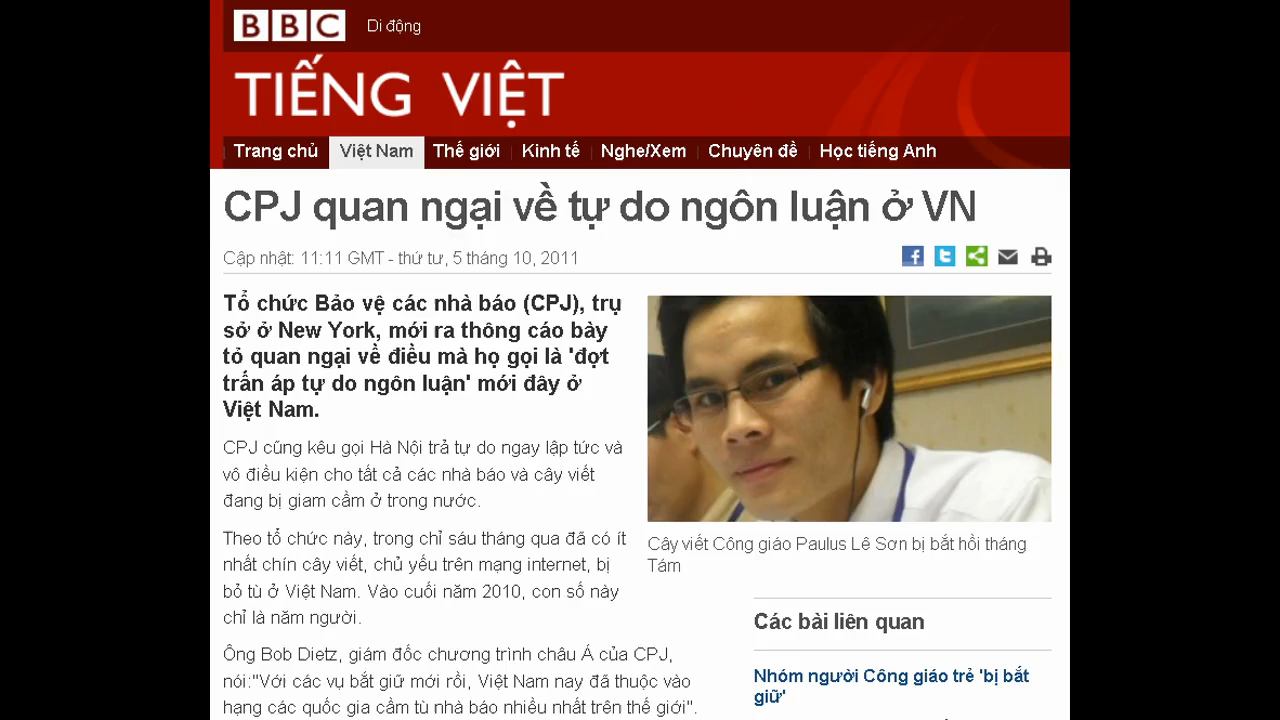 BBC Di động
TIẾNG VIỆT
Trang chủ Việt Nam Thế giới Kinh tế Nghe/Xem Chuyên đề Học tiếng Anh
CPJ quan ngại về tự do ngôn luận ở VN
Cập nhật: 11:11 GMT - thứ tư, 5 tháng 10, 2011
Tổ chức Bảo vệ các nhà báo (CPJ), trụ
sở ở New York, mới ra thông cáo bày
tỏ quan ngại về điều mà họ gọi là 'đợt
trấn áp tự do ngôn luận' mới đây ở
Việt Nam.
CPJ cũng kêu gọi Hà Nội trả tự do ngay lập tức và
vô điều kiện cho tất cả các nhà báo và cây viết
đang bị giam cầm ở trong nước.
Theo tổ chức này, trong chỉ sáu tháng qua đã có ít
nhất chín cây viết, chủ yếu trên mạng internet, bị
bỏ tù ở Việt Nam. Vào cuối năm 2010, con số này
chỉ là năm người.
Ông Bob Dietz, giám đốc chương trình châu Á của CPJ,
nói:"Với các vụ bắt giữ mới rồi, Việt Nam nay đã thuộc vào
hạng các quốc gia cầm tù nhà báo nhiều nhất trên thế giới".
Cây viết Công giáo Paulus Lê Sơn bị bắt hồi tháng
Tám
Các bài liên quan
Nhóm người Công giáo trẻ 'bị bắt
giữ'